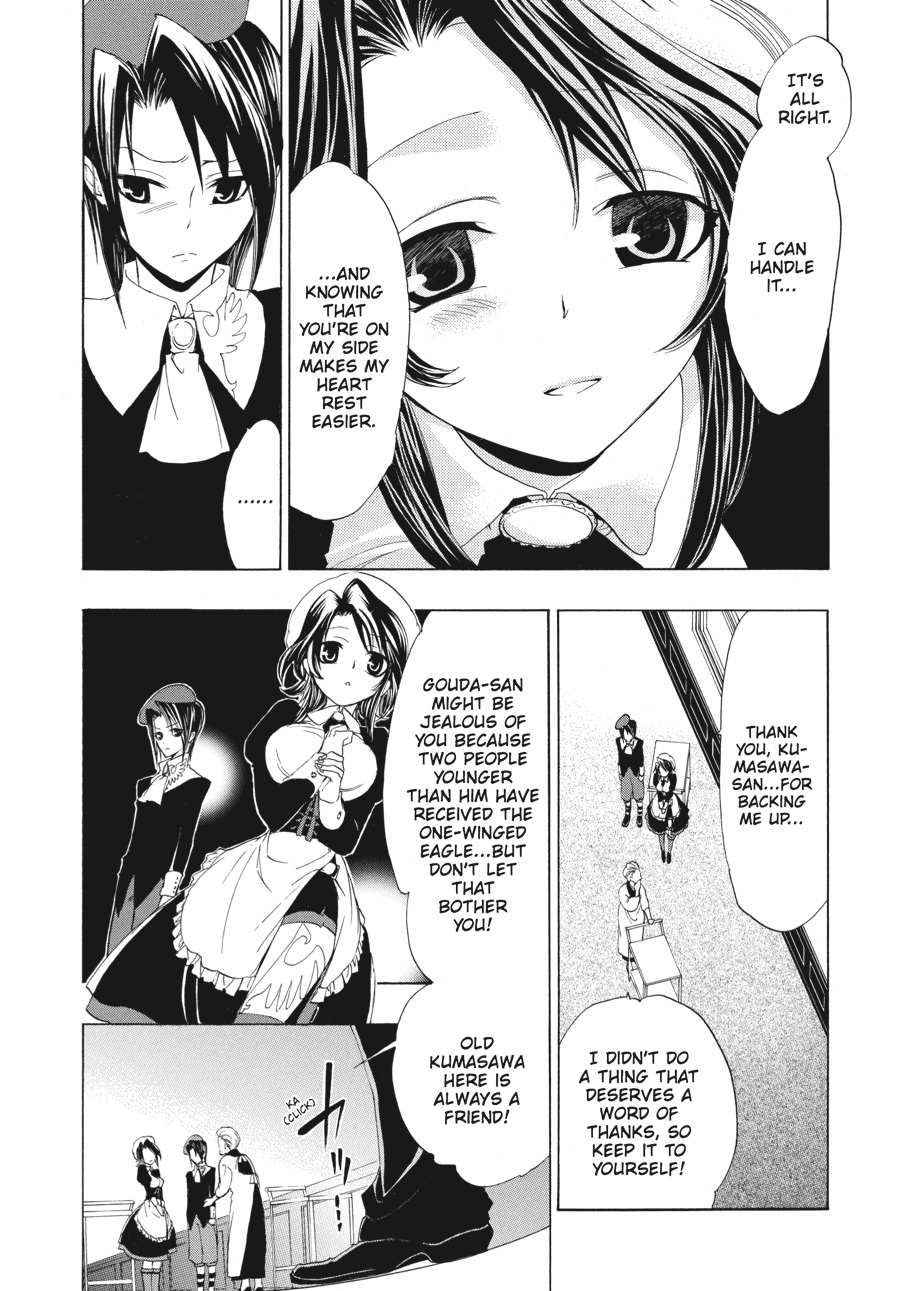 IT'S
ALL
RIGHT.
I CAN
HANDLE
IT...
...AND
KNOWING
THAT
YOU'RE ON
MY SIDE
MAKES MY
HEART
REST
EASIER.
......
THANK
YOU, KU-
MASAWA-
SAN...FOR
BACKING
ME UP...
I DIDN'T DO
A THING THAT
DESERVES A
WORD OF
THANKS, SO
KEEP IT TO
YOURSELF!
GOUDA-SAN
MIGHT BE
JEALOUS OF
YOU BECAUSE
TWO PEOPLE
YOUNGER
THAN HIM HAVE
RECEIVED THE
ONE-WINGED
EAGLE...BUT
DON'T LET
THAT
BOTHER
YOU!
OLD
KUMASAWA
HERE IS
ALWAYS A
FRIEND!
カッ
KA
(CLICK)